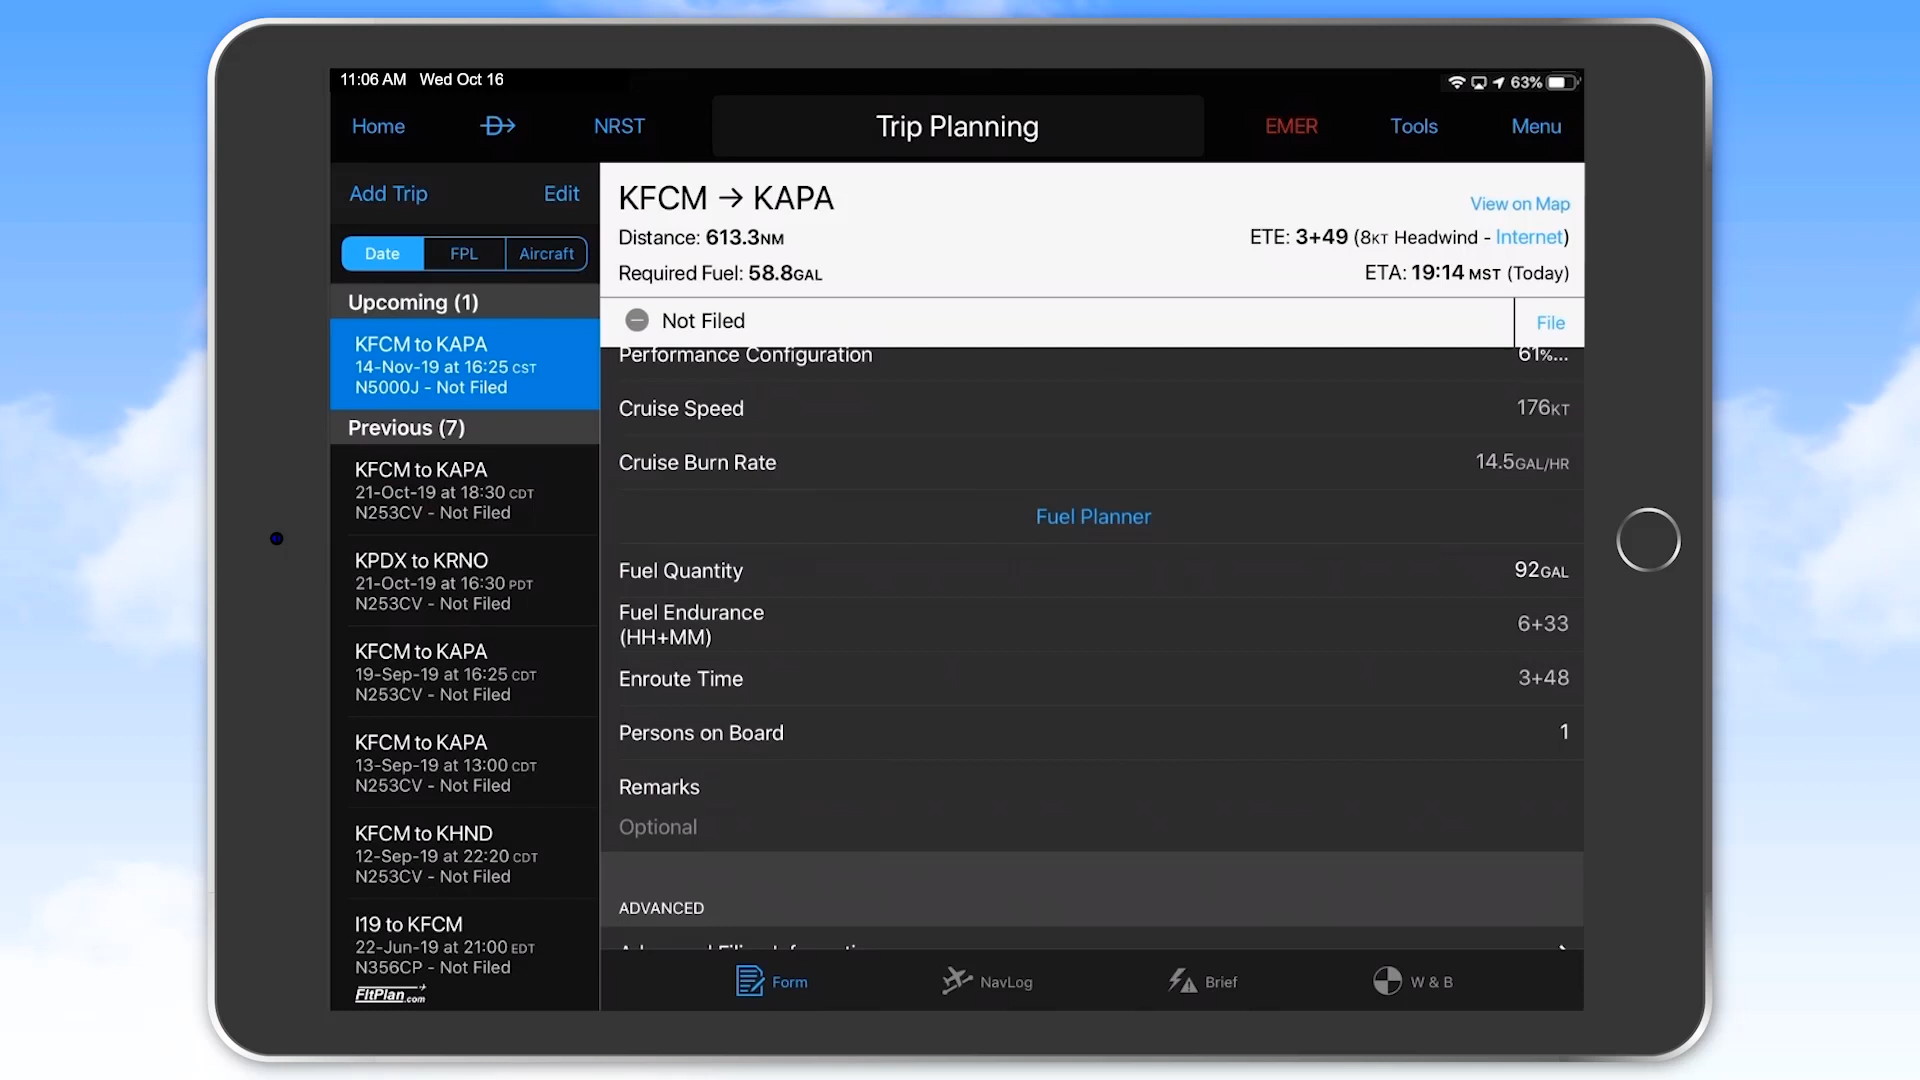 11:06 AM Wed Oct 16
63%
Home
NRST
Trip Planning
EMER
Tools
Menu
Add Trip
Edit
Date
FPL
Aircraft
Upcoming (1)
KFCM to KAPA
14-Nov-19 at 16:25 CST
N5000J - Not Filed
Previous (7)
KFCM to KAPA
21-Oct-19 at 18:30 CDT
N253CV - Not Filed
KPDX to KRNO
21-Oct-19 at 16:30 PDT
N253CV - Not Filed
KFCM to KAPA
19-Sep-19 at 16:25 CDT
N253CV - Not Filed
KFCM to KAPA
13-Sep-19 at 13:00 CDT
N253CV - Not Filed
KFCM to KHND
12-Sep-19 at 22:20 CDT
N253CV - Not Filed
I19 to KFCM
22-Jun-19 at 21:00 EDT
N356CP - Not Filed
FltPlan.com
KFCM → KAPA
View on Map
Distance: 613.3NM
ETE: 3+49 (8KT Headwind - Internet)
Required Fuel: 58.8GAL
ETA: 19:14 MST (Today)
Not Filed
File
Performance Configuration
61%...
Cruise Speed
176KT
Cruise Burn Rate
14.5GAL/HR
Fuel Planner
Fuel Quantity
92GAL
Fuel Endurance
(HH+MM)
6+33
Enroute Time
3+48
Persons on Board
1
Remarks
Optional
ADVANCED
Form
NavLog
Brief
W & B